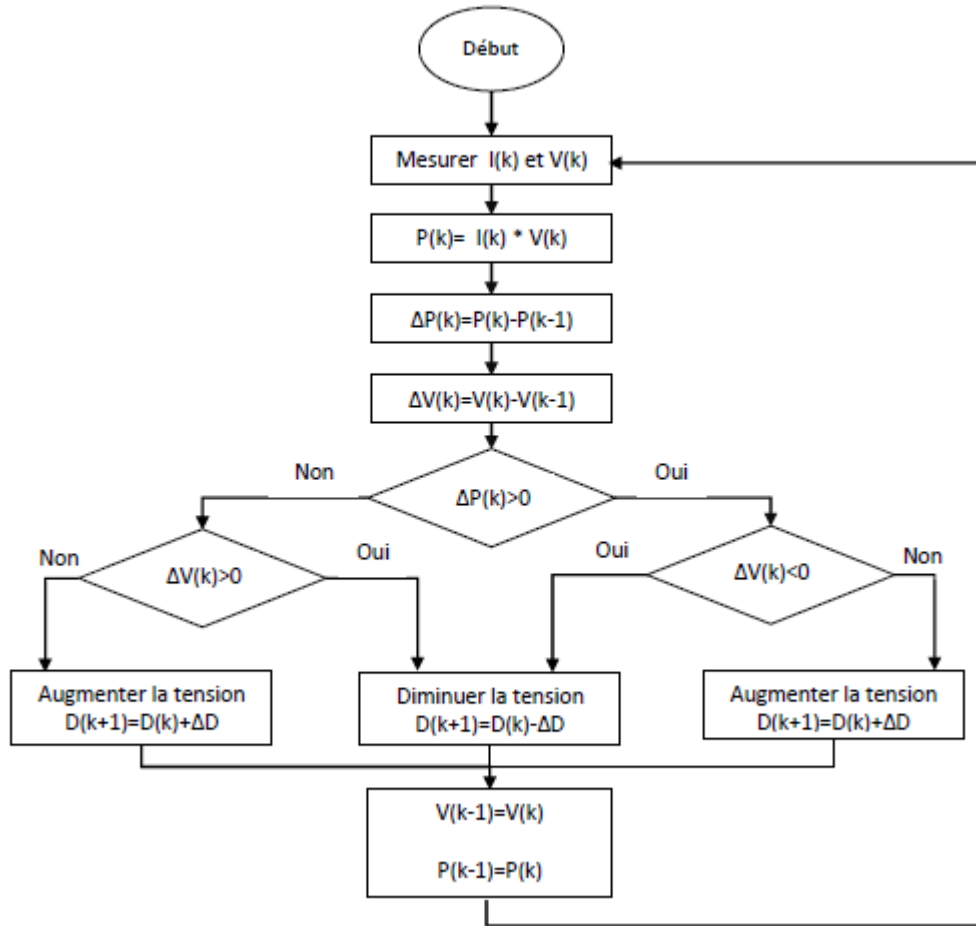 Début
Mesurer I(k) et V(k)
P(k)= I(k) * V(k)
ΔP(k)=P(k)-P(k-1)
ΔV(k)=V(k)-V(k-1)
Non
Oui
ΔP(k)>0
Non
Oui
Oui
Non
ΔV(k)>0
ΔV(k)<0
Augmenter la tension
D(k+1)=D(k)+ΔD
Diminuer la tension
D(k+1)=D(k)-ΔD
Augmenter la tension
D(k+1)=D(k)+ΔD
V(k-1)=V(k)
P(k-1)=P(k)